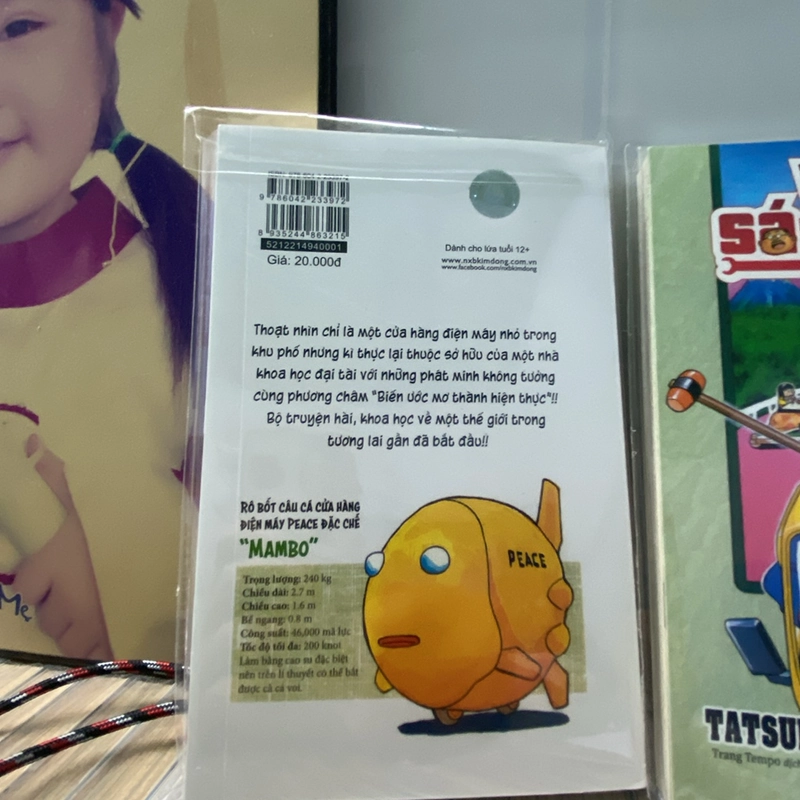 9 786042 233972
8 935244 863215
5212214940001
Giá: 20.000đ
Dành cho lứa tuổi 12+
www.nxbkimdong.com.vn
www.facebook.com/nxbkimdong
Thoạt nhìn chỉ là một cửa hàng điện máy nhỏ trong
khu phố nhưng kì thực lại thuộc sở hữu của một nhà
khoa học đại tài với những phát minh không tưởng
cùng phương châm "Biến ước mơ thành hiện thực"!!
Bộ truyện hài, khoa học về một thế giới trong
tương lai gần đã bắt đầu!!
RÔ BỐT CÂU CÁ CỬA HÀNG
ĐIỆN MÁY PEACE ĐẶC CHẾ
"MAMBO"
Trọng lượng: 240 kg
Chiều dài: 2.7 m
Chiều cao: 1.6 m
Bề ngang: 0.8 m
Công suất: 46,000 mã lực
Tốc độ tối đa: 200 knot
Làm bằng cao su đặc biệt
nên trên lí thuyết có thể bắt
được cả cá voi.
PEACE
SÁ
TATSU
Trang Tempo dịch
Mẹ